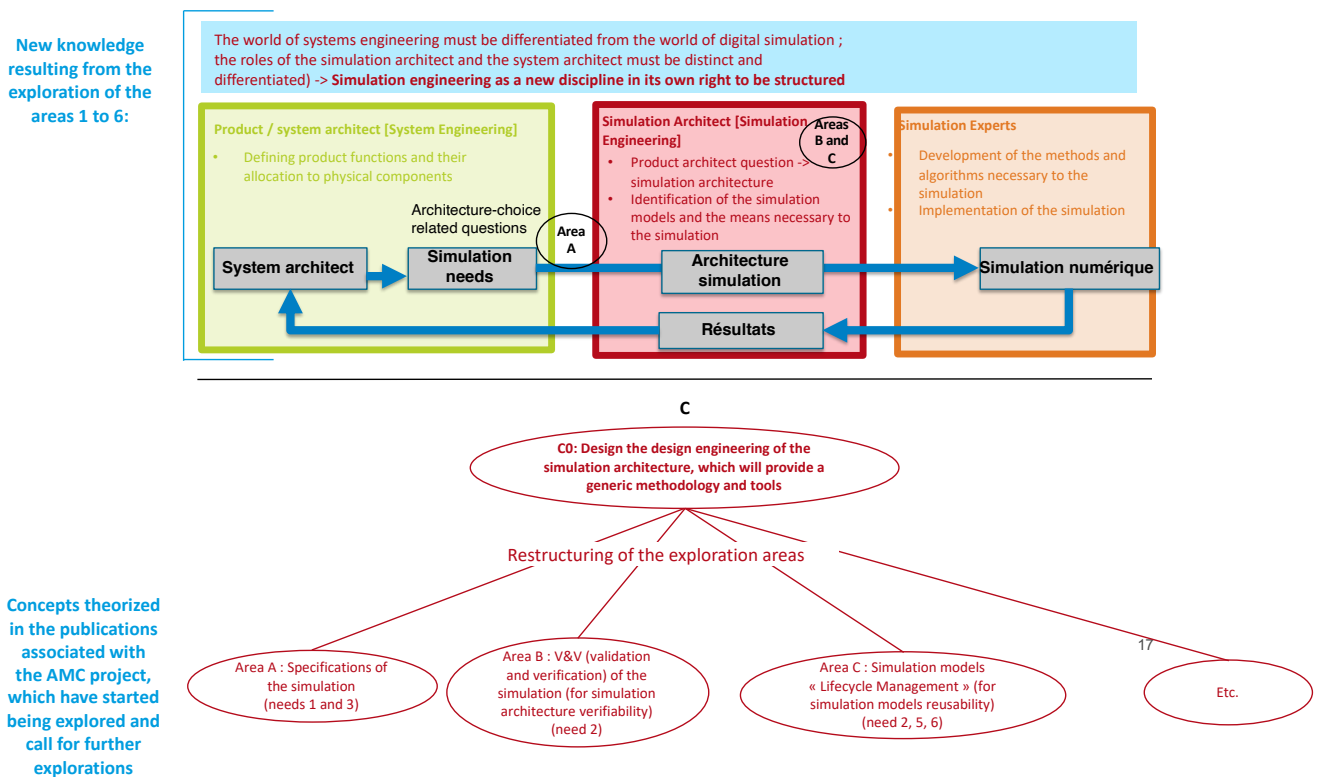 New knowledge
resulting from the
exploration of the
areas 1 to 6:
The world of systems engineering must be differentiated from the world of digital simulation ;
the roles of the simulation architect and the system architect must be distinct and
differentiated) -> Simulation engineering as a new discipline in its own right to be structured
Product / system architect [System Engineering]
• Defining product functions and their
allocation to physical components
Architecture-choice
related questions
System architect
Simulation
needs
Area
A
Simulation Architect [Simulation
Engineering]
• Product architect question ->
simulation architecture
• Identification of the simulation
models and the means necessary to
the simulation
Areas
B and
C
Architecture
simulation
Résultats
Simulation Experts
• Development of the methods and
algorithms necessary to the
simulation
• Implementation of the simulation
Simulation numérique
C
C0: Design the design engineering of the
simulation architecture, which will provide a
generic methodology and tools
Restructuring of the exploration areas
Concepts theorized
in the publications
associated with
the AMC project,
which have started
being explored and
call for further
explorations
Area A : Specifications of
the simulation
(needs 1 and 3)
Area B : V&V (validation
and verification) of the
simulation (for simulation
architecture verifiability)
(need 2)
Area C : Simulation models
« Lifecycle Management » (for
simulation models reusability)
(need 2, 5, 6)
17
Etc.